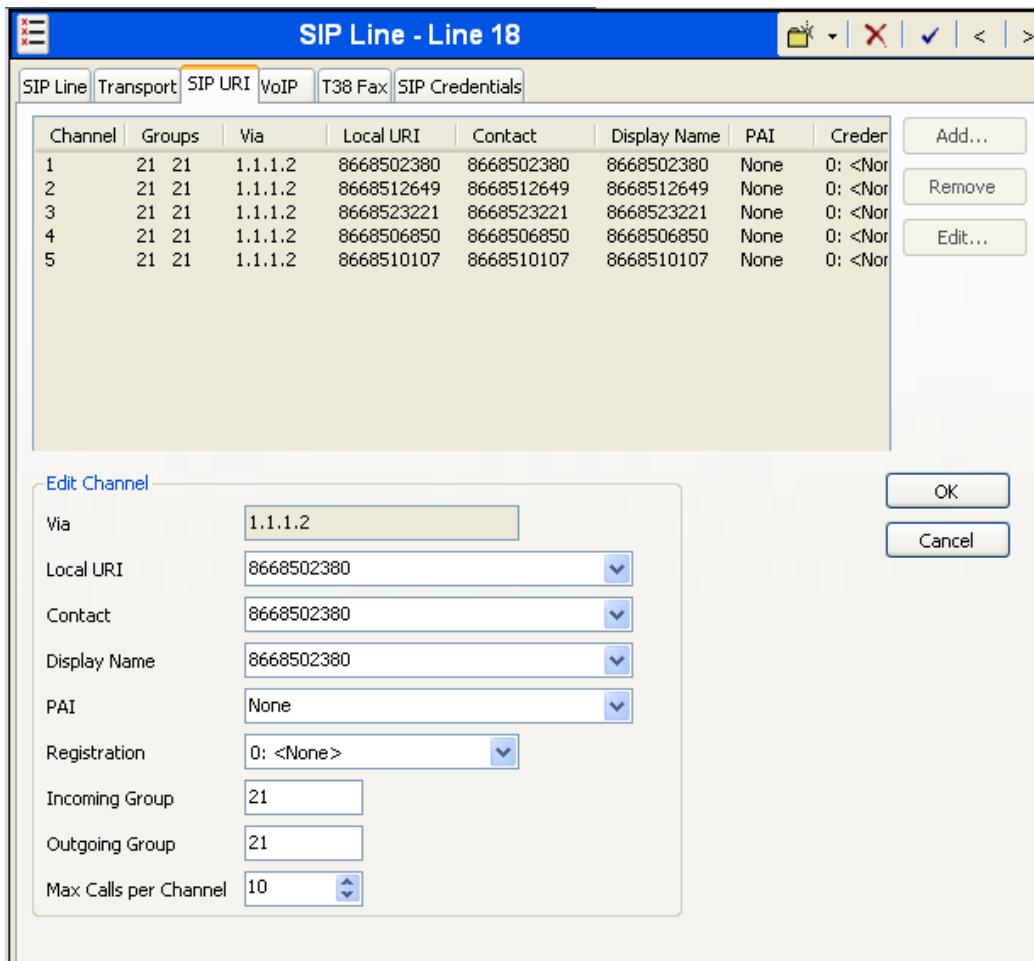 SIP Line - Line 18
< >
SIP Line Transport SIP URI VoIP T38 Fax SIP Credentials
Channel Groups Via Local URI Contact Display Name PAI Creder
1 21 21 1.1.1.2 8668502380 8668502380 8668502380 None 0: <Nor
2 21 21 1.1.1.2 8668512649 8668512649 8668512649 None 0: <Nor
3 21 21 1.1.1.2 8668523221 8668523221 8668523221 None 0: <Nor
4 21 21 1.1.1.2 8668506850 8668506850 8668506850 None 0: <Nor
5 21 21 1.1.1.2 8668510107 8668510107 8668510107 None 0: <Nor
Add...
Remove
Edit...
Edit Channel
Via 1.1.1.2
Local URI 8668502380
Contact 8668502380
Display Name 8668502380
PAI None
Registration 0: <None>
Incoming Group 21
Outgoing Group 21
Max Calls per Channel 10
OK
Cancel